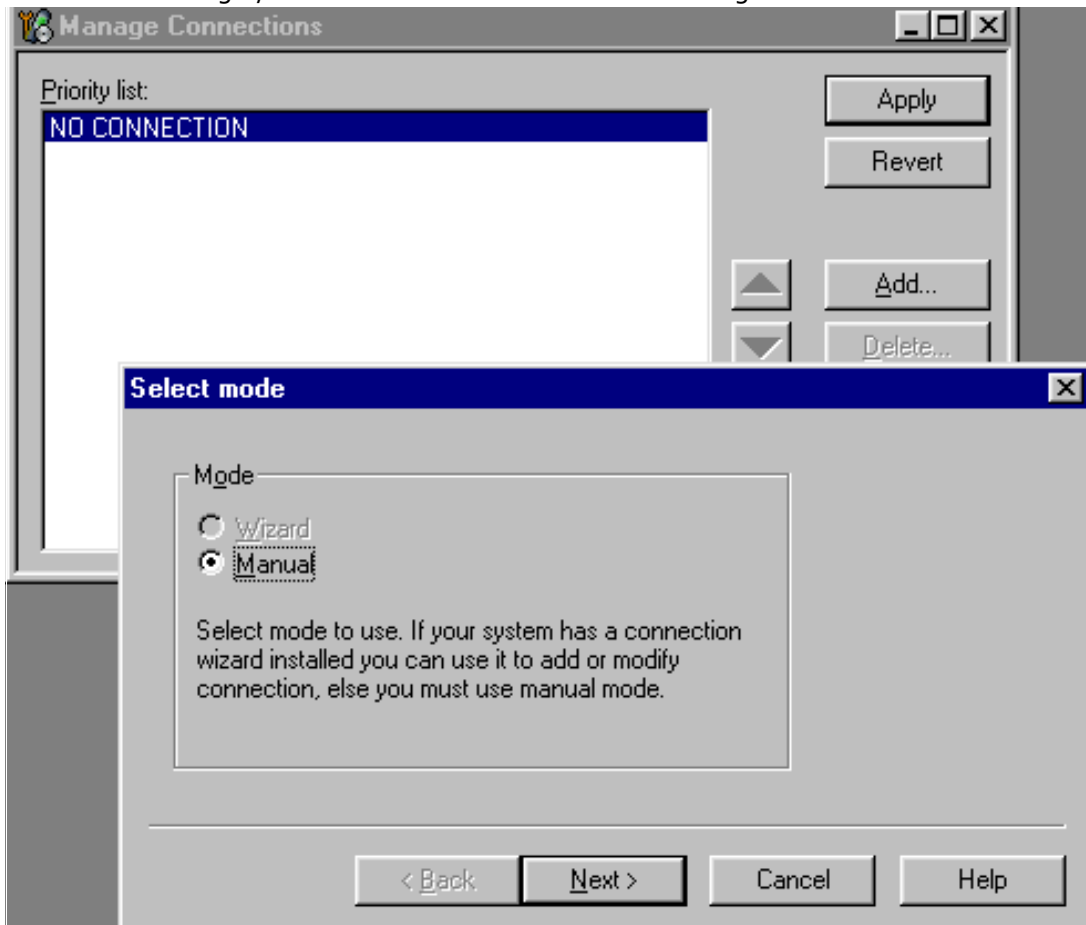 Manage Connections
Priority list:
NO CONNECTION
Apply
Revert
Add...
Delete...
Select mode
Mode
Wizard
Manual
Select mode to use. If your system has a connection
wizard installed you can use it to add or modify
connection, else you must use manual mode.
< Back
Next >
Cancel
Help